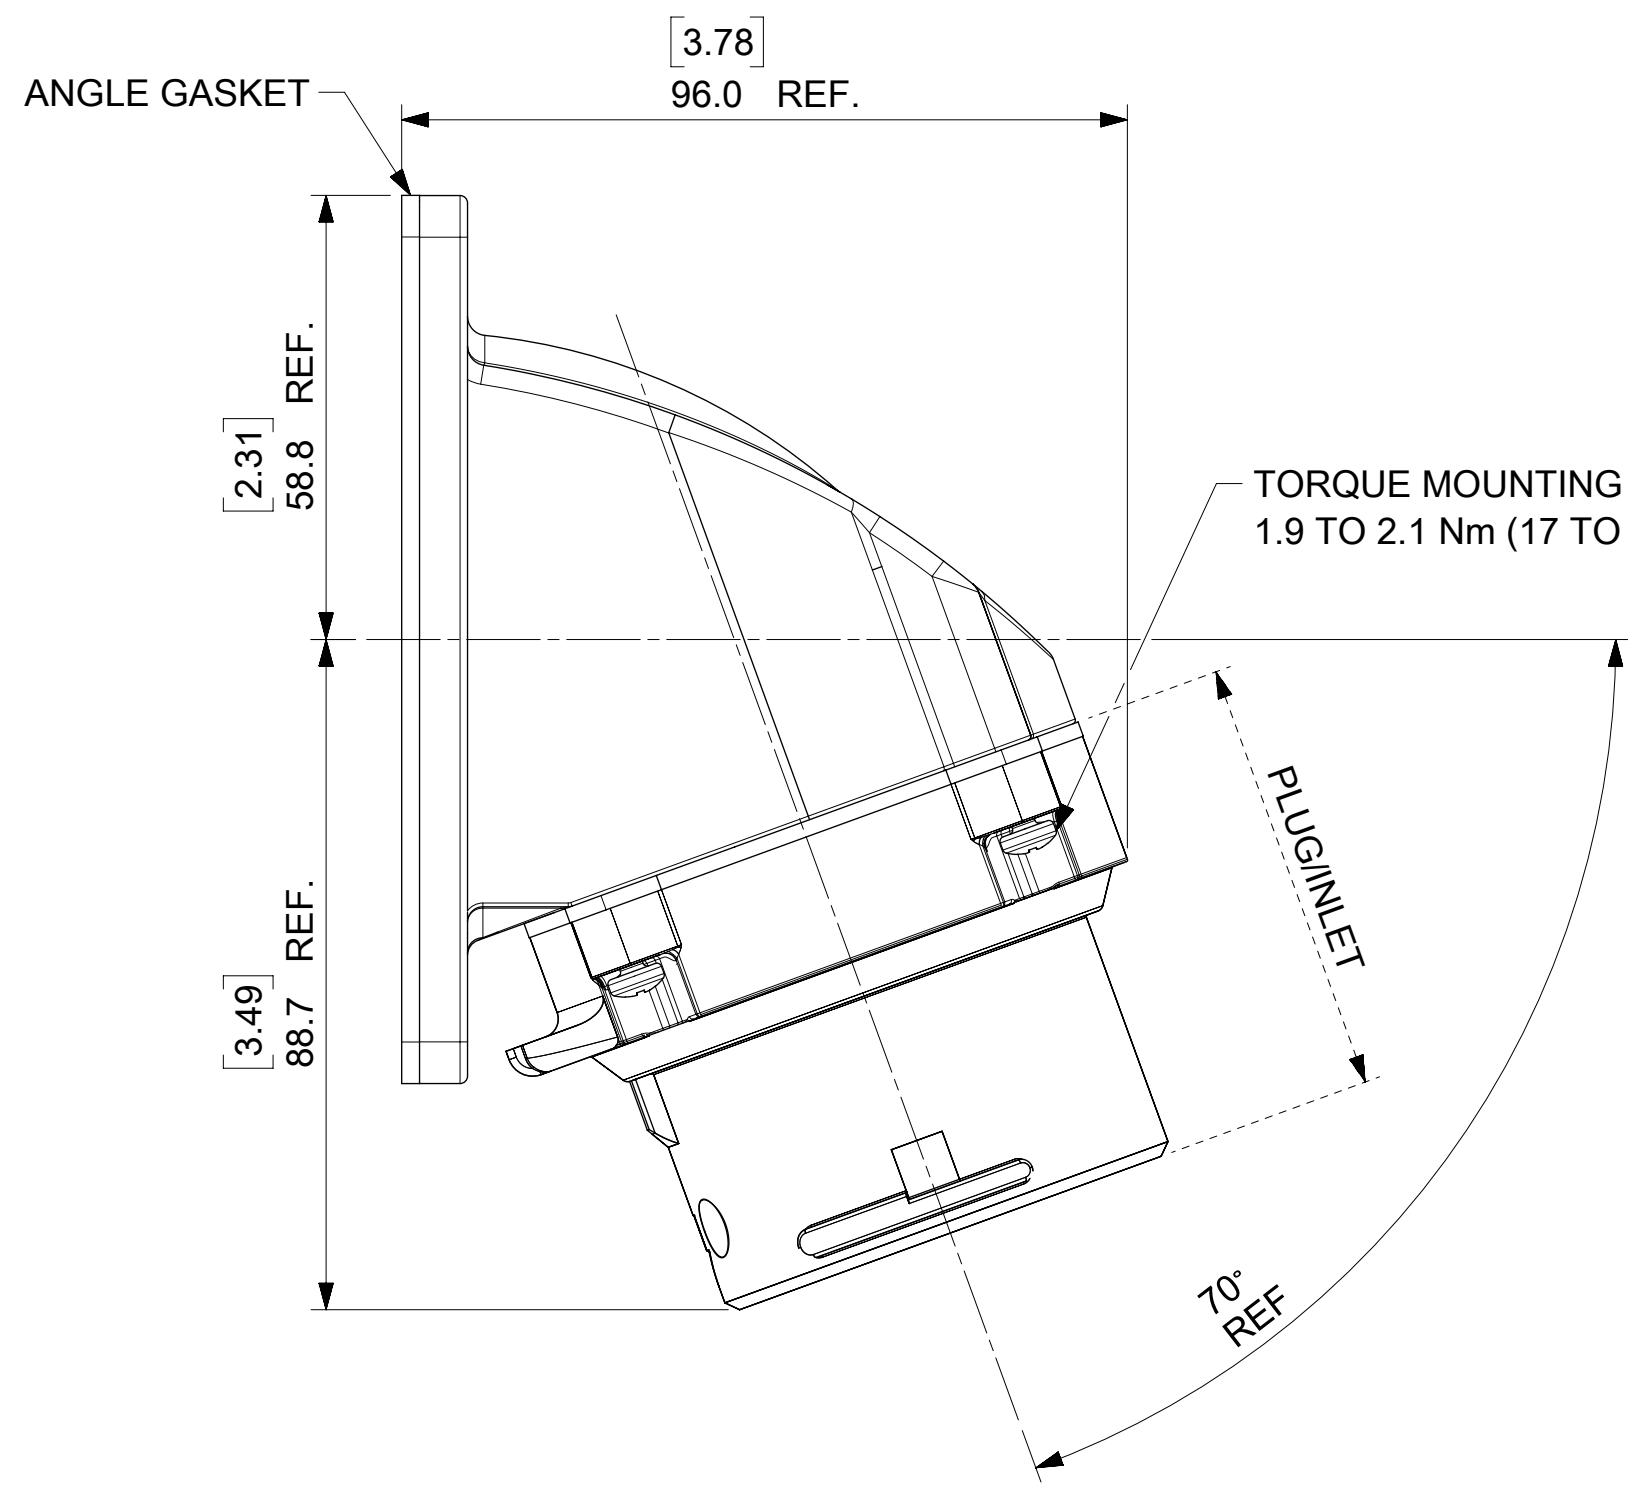 [3.78]
96.0 REF.
ANGLE GASKET
[2.31]
58.8 REF.
TORQUE MOUNTING
1.9 TO 2.1 Nm (17 TO
PLUG/INLET
[3.49]
88.7 REF.
70°
REF